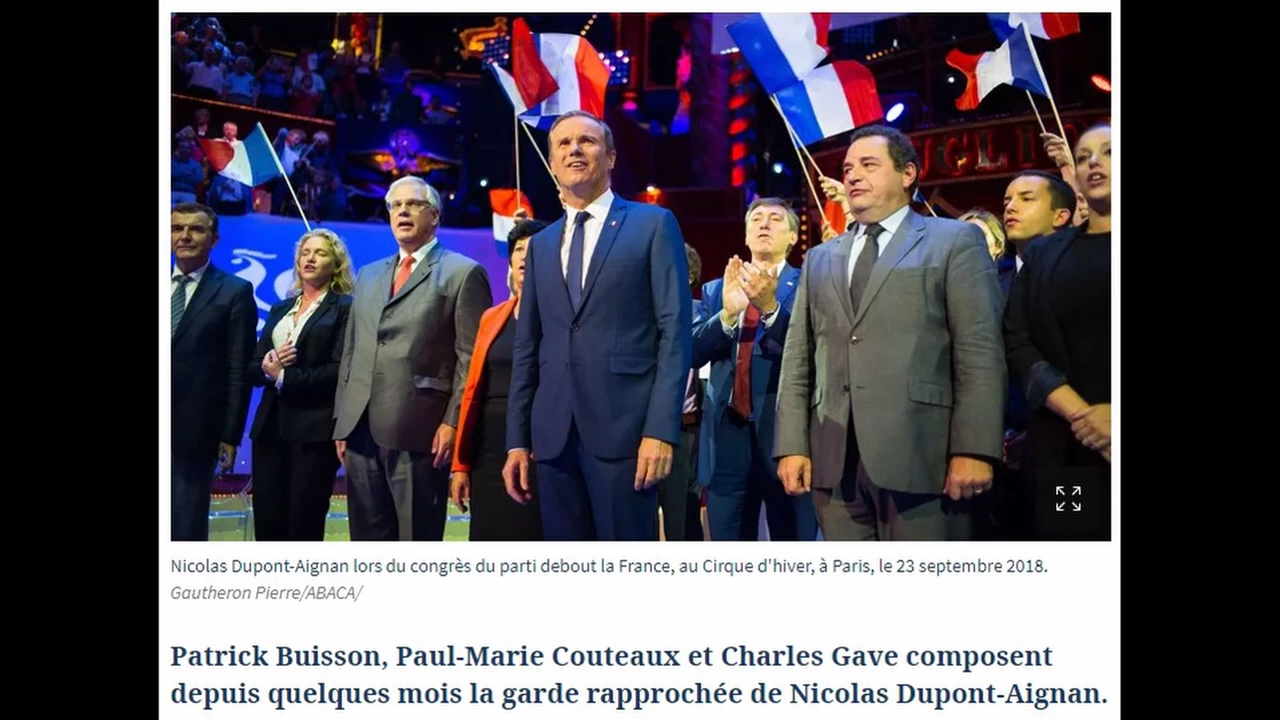 UGLI
Nicolas Dupont-Aignan lors du congrès du parti debout la France, au Cirque d'hiver, à Paris, le 23 septembre 2018.
Gautheron Pierre/ABACA/
Patrick Buisson, Paul-Marie Couteaux et Charles Gave composent
depuis quelques mois la garde rapprochée de Nicolas Dupont-Aignan.